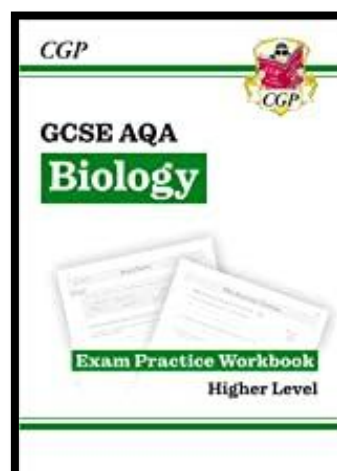 CGP
CGP
GCSE AQA
Biology
Exam Practice Workbook
Higher Level